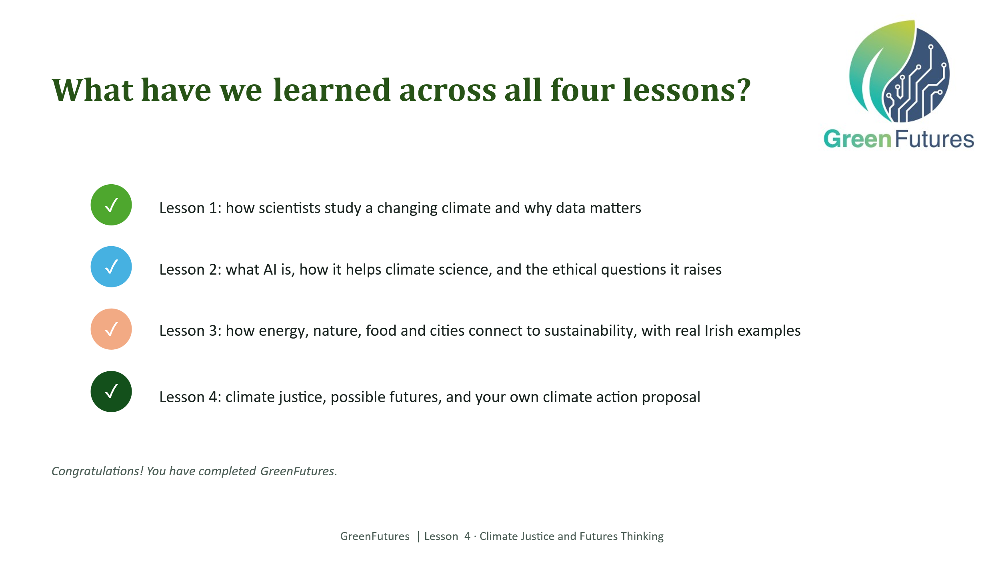 What have we learned across all four lessons?
GreenFutures
✓ Lesson 1: how scientists study a changing climate and why data matters
✓ Lesson 2: what AI is, how it helps climate science, and the ethical questions it raises
✓ Lesson 3: how energy, nature, food and cities connect to sustainability, with real Irish examples
✓ Lesson 4: climate justice, possible futures, and your own climate action proposal
Congratulations! You have completed GreenFutures.
GreenFutures | Lesson 4 · Climate Justice and Futures Thinking